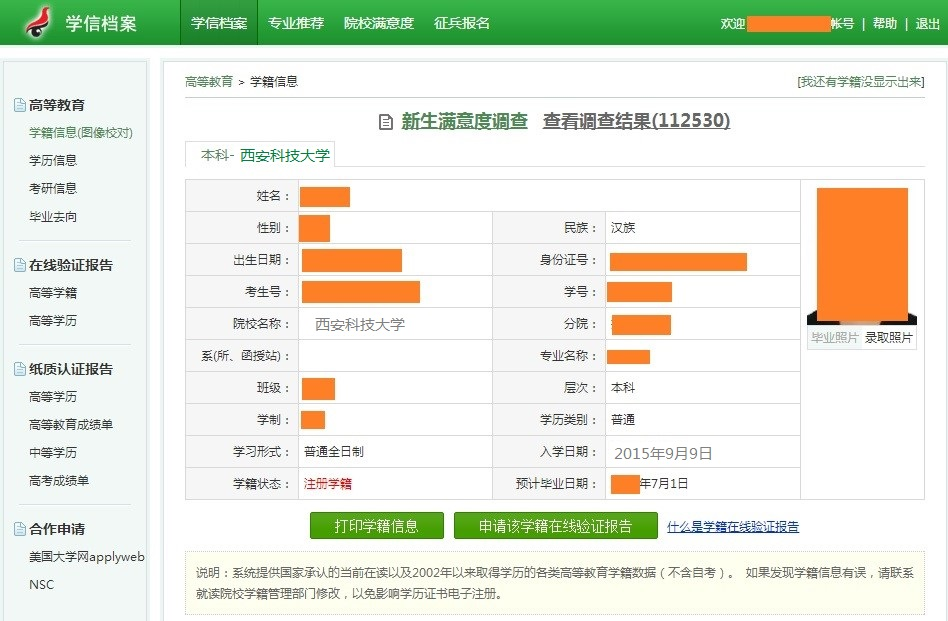 学信档案 学信档案 专业推荐 院校满意度 征兵报名 欢迎 帐号 | 帮助 | 退出
高等教育
学籍信息(图像校对)
学历信息
考研信息
毕业去向
在线验证报告
高等学籍
高等学历
纸质认证报告
高等学历
高等教育成绩单
中等学历
高考成绩单
合作申请
美国大学网applyweb
NSC
高等教育 > 学籍信息 [我还有学籍没显示出来]
新生满意度调查 查看调查结果(112530)
本科- 西安科技大学
姓名：
性别： 民族： 汉族
出生日期： 身份证号：
考生号： 学号：
院校名称： 西安科技大学 分院：
系(所、函授站)： 专业名称：
班级： 层次： 本科
学制： 学历类别： 普通
学习形式： 普通全日制 入学日期： 2015年9月9日
学籍状态： 注册学籍 预计毕业日期： 年7月1日
毕业照片 录取照片
打印学籍信息 申请该学籍在线验证报告 什么是学籍在线验证报告
说明：系统提供国家承认的当前在读以及2002年以来取得学历的各类高等教育学籍数据（不含自考）。 如果发现学籍信息有误，请联系
就读院校学籍管理部门修改，以免影响学历证书电子注册。